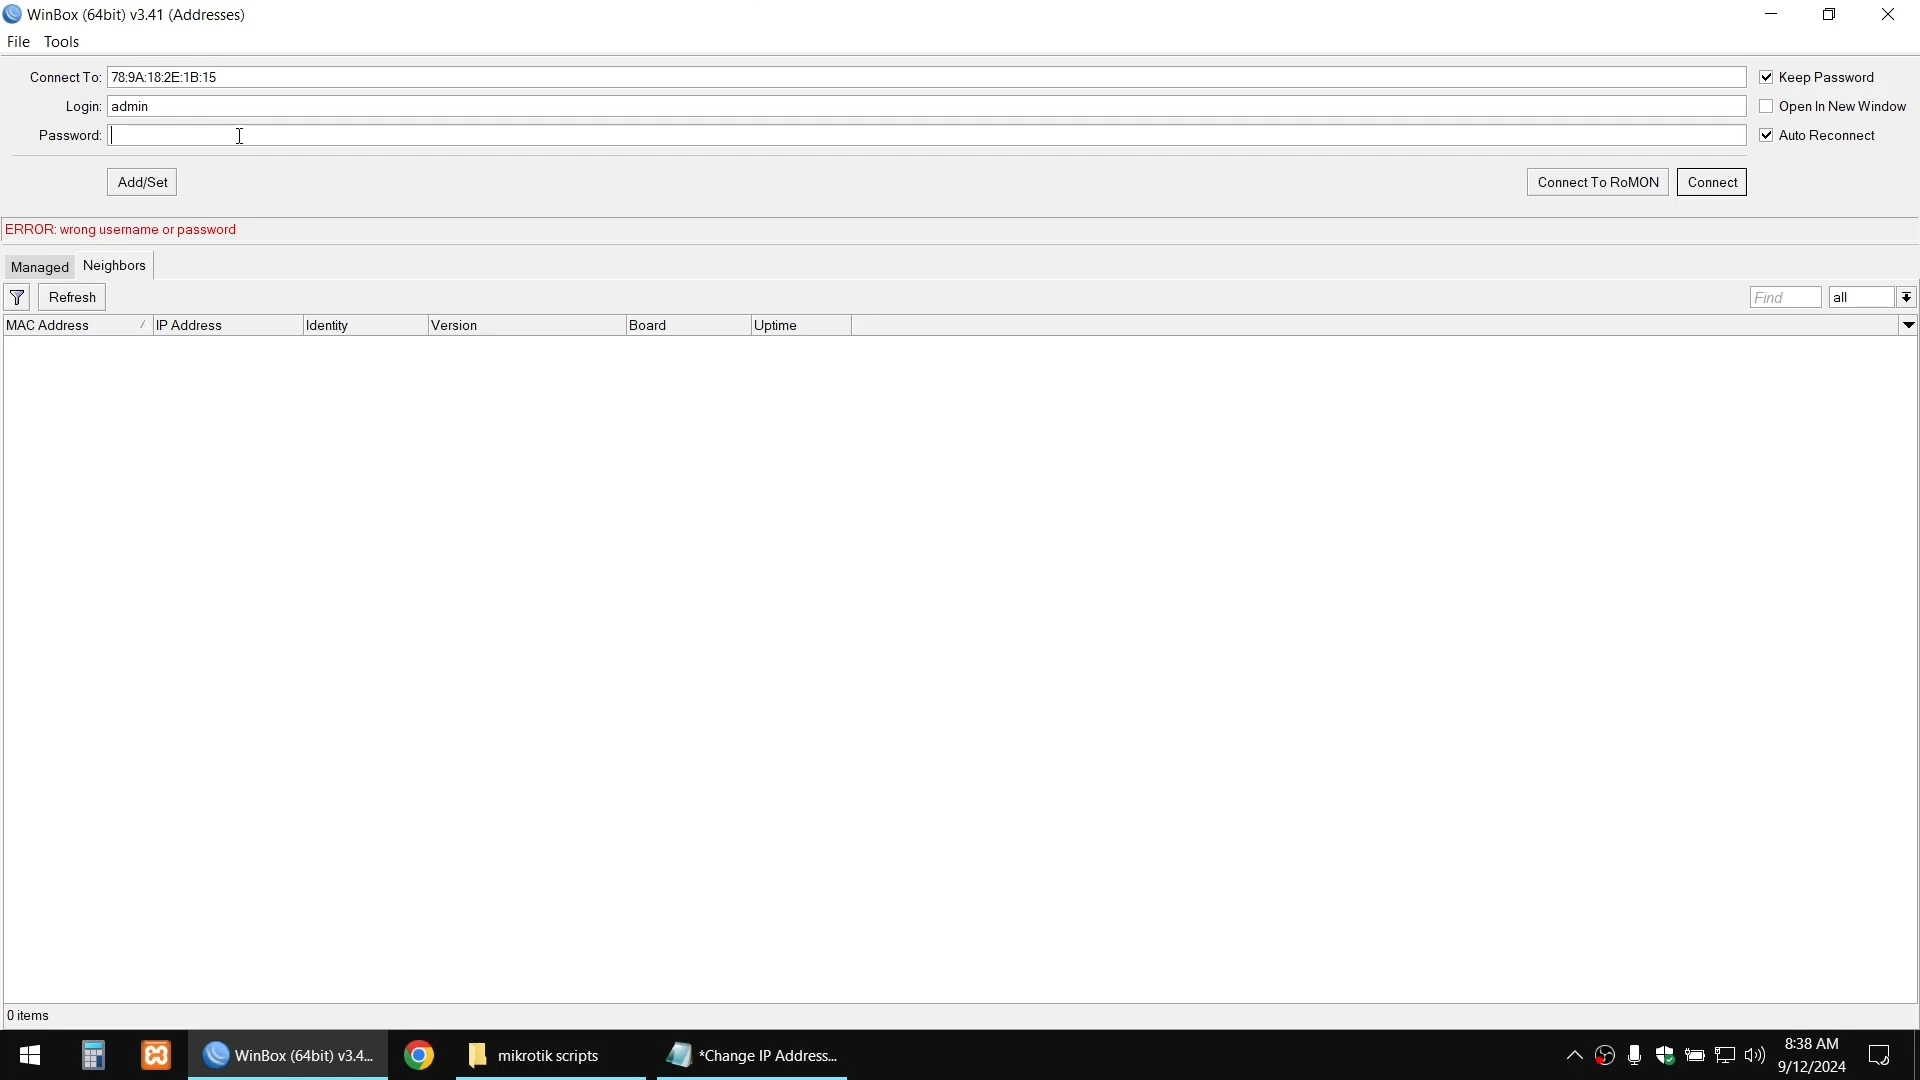 WinBox (64bit) v3.41 (Addresses)
File Tools
Connect To: 78:9A:18:2E:1B:15
Keep Password
Login: admin
Open In New Window
Password:
Auto Reconnect
Add/Set
Connect To RoMON
Connect
ERROR: wrong username or password
Managed Neighbors
Refresh
Find
all
MAC Address IP Address Identity Version Board Uptime
0 items
WinBox (64bit) v3.4...
mikrotik scripts
*Change IP Address...
8:38 AM
9/12/2024